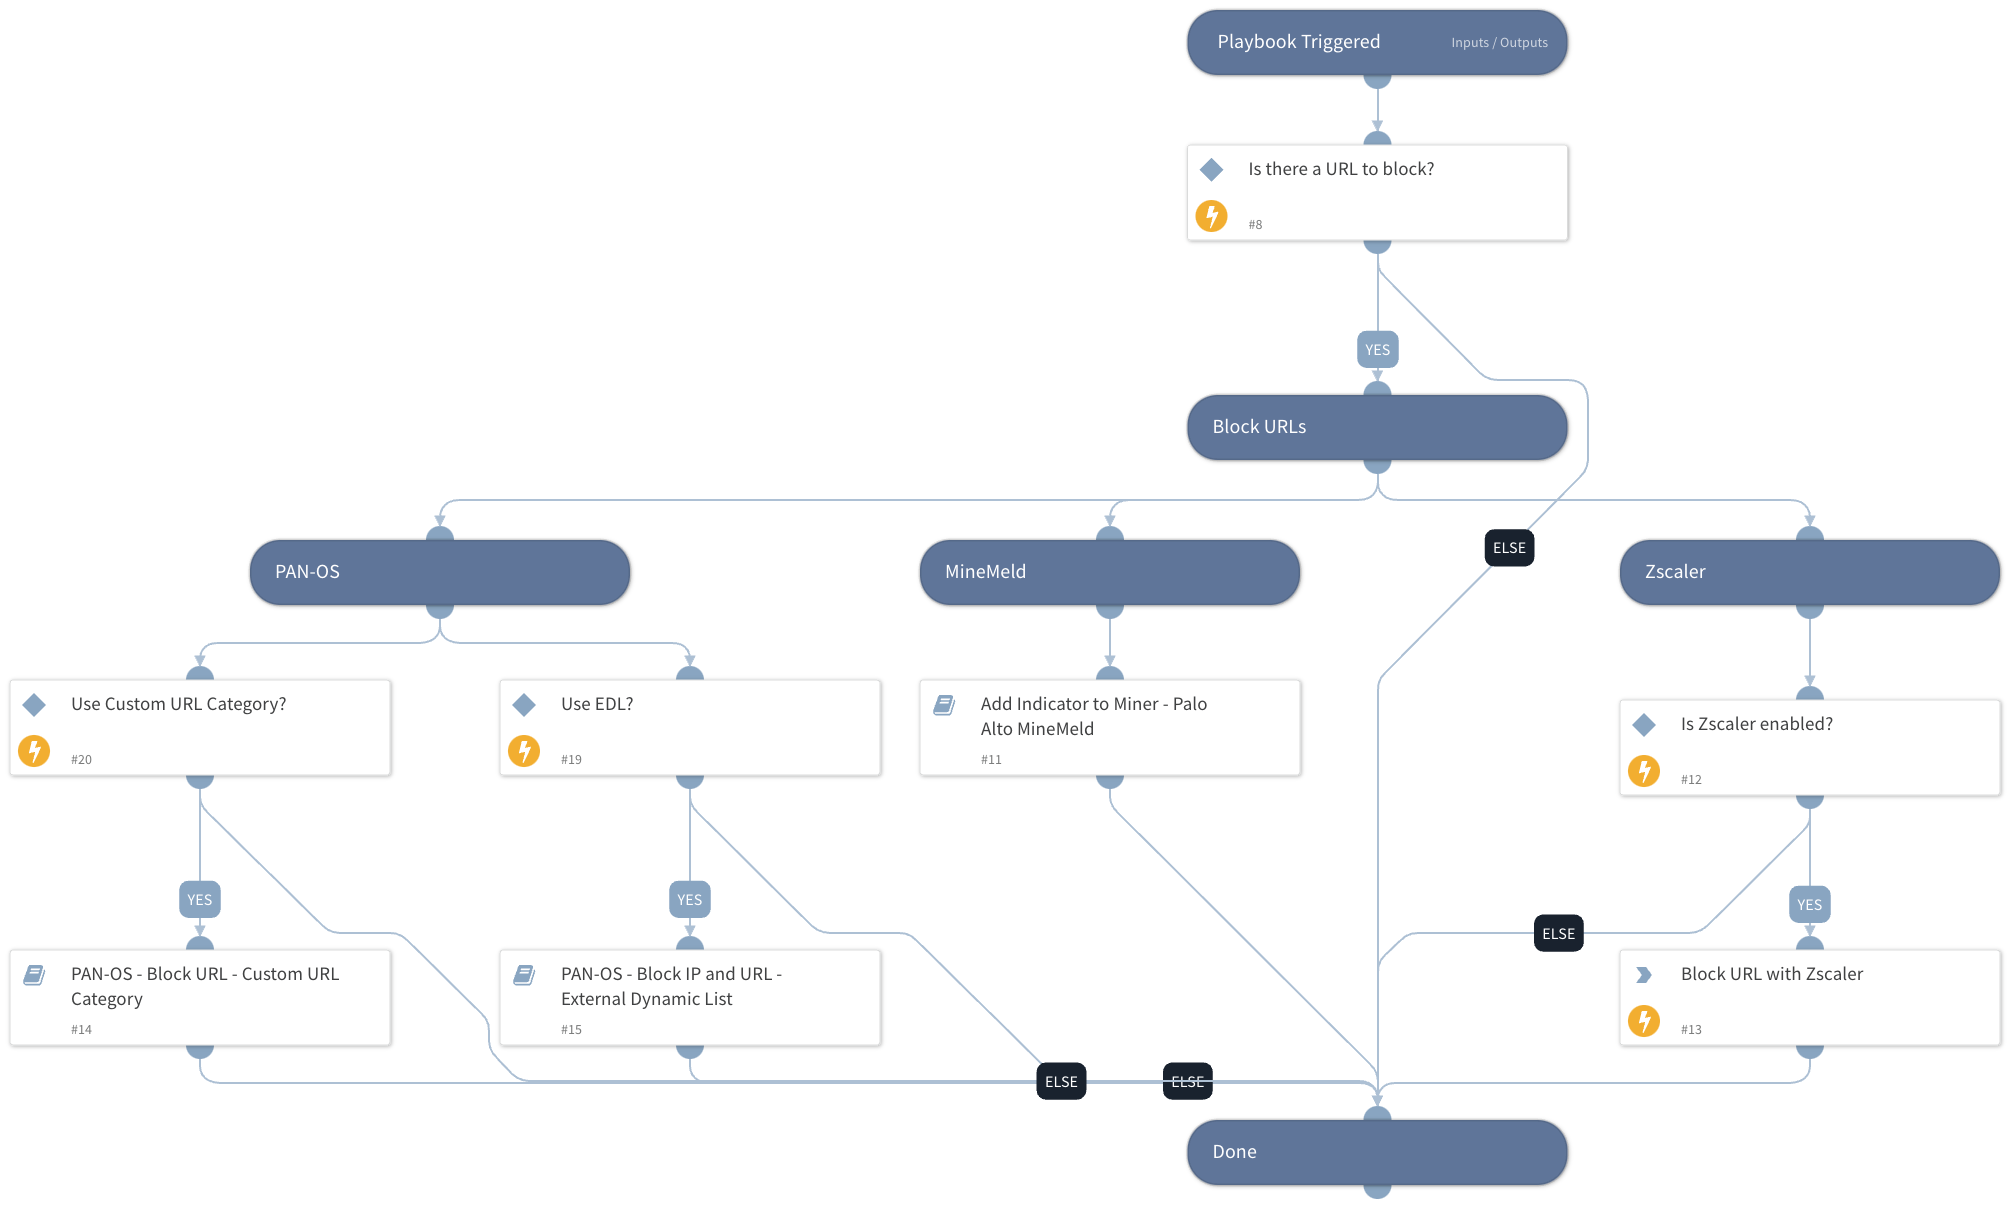 Playbook Triggered
Inputs / Outputs
Is there a URL to block?
#8
YES
Block URLs
ELSE
PAN-OS
MineMeld
Zscaler
Use Custom URL Category?
#20
Use EDL?
#19
Add Indicator to Miner - Palo
Alto MineMeld
#11
Is Zscaler enabled?
#12
YES
YES
YES
ELSE
PAN-OS - Block URL - Custom URL
Category
#14
PAN-OS - Block IP and URL -
External Dynamic List
#15
Block URL with Zscaler
#13
ELSE
ELSE
Done